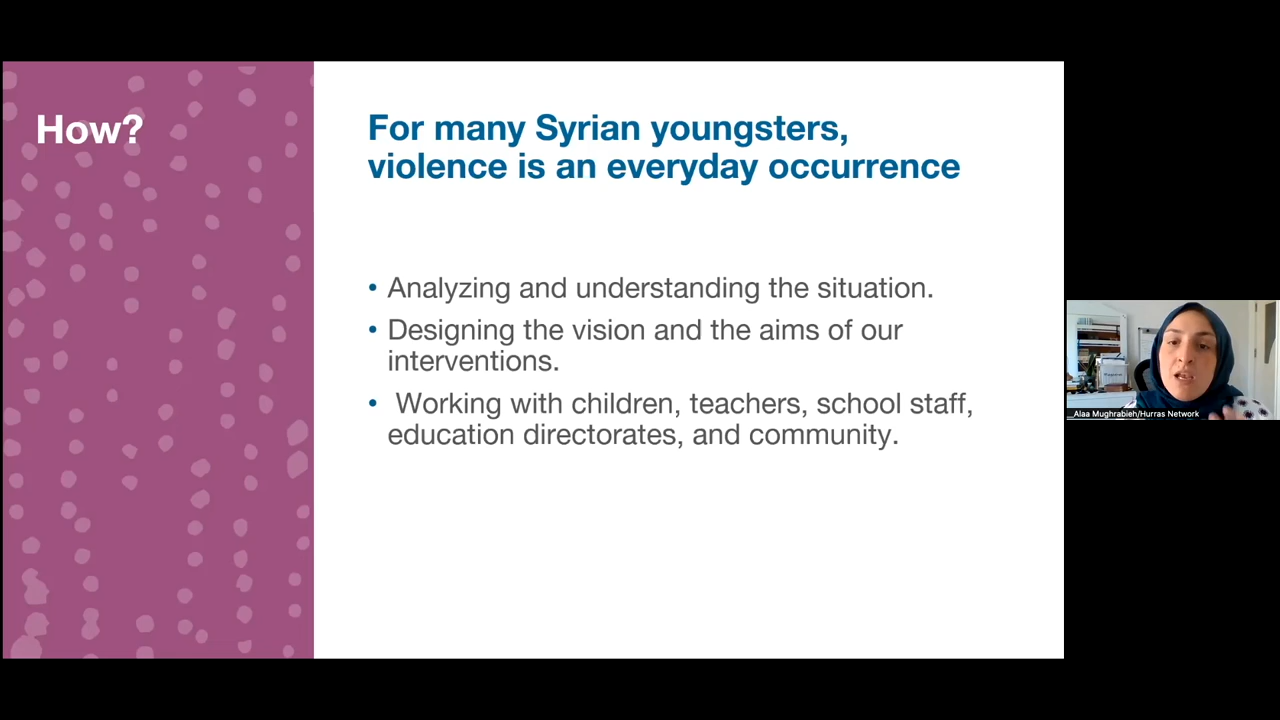 How?
For many Syrian youngsters,
violence is an everyday occurrence
• Analyzing and understanding the situation.
• Designing the vision and the aims of our
interventions.
• Working with children, teachers, school staff,
education directorates, and community.
_Alaa Mughrabieh/Hurras Network